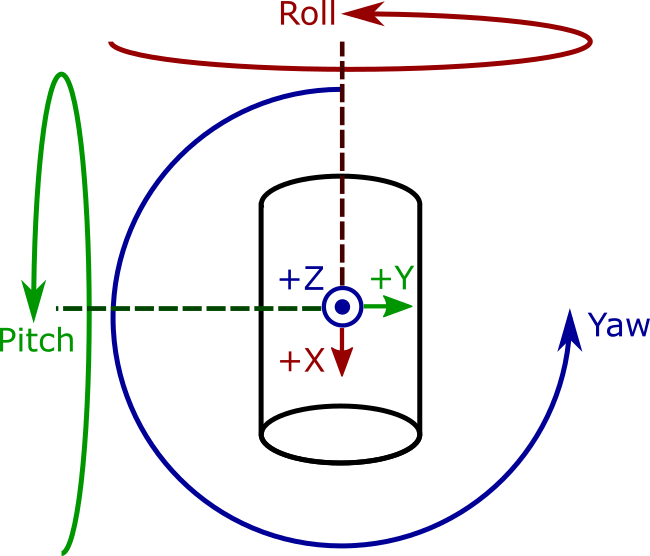 Roll
+Z
+Y
Yaw
Pitch
+X